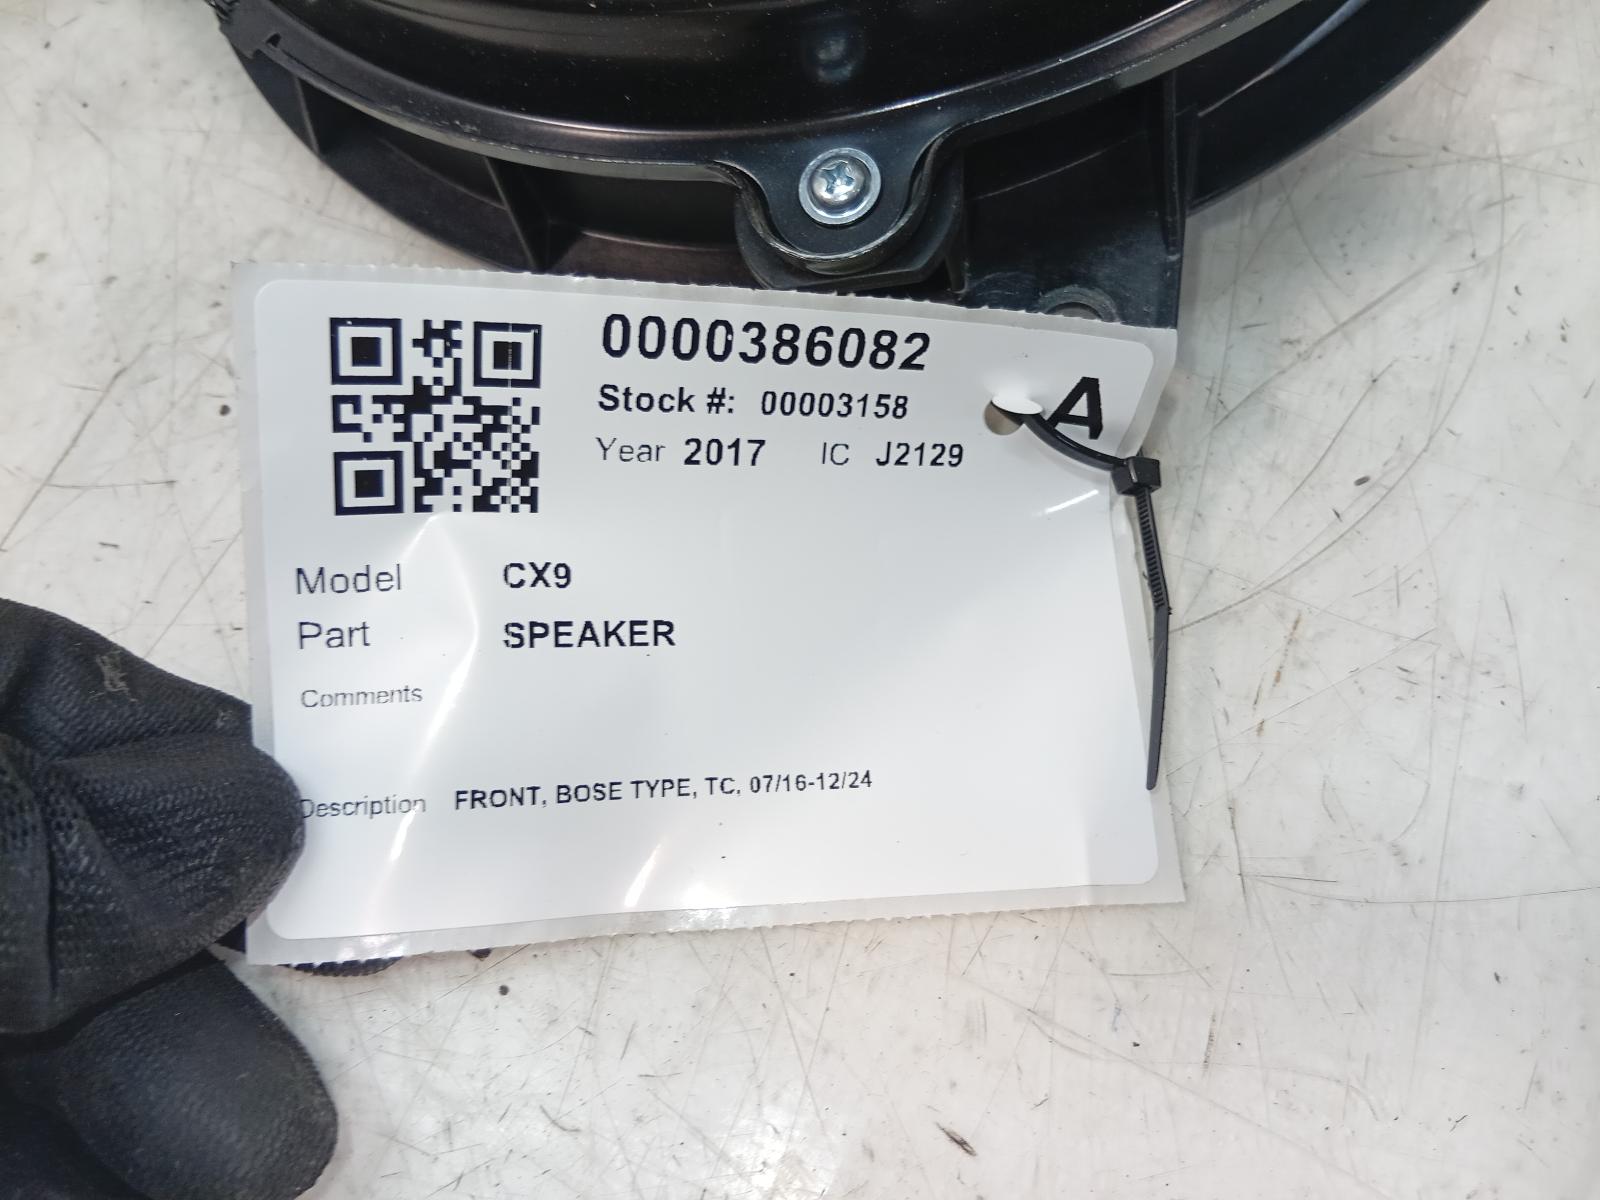 0000386082
A
Stock #: 00003158
Year 2017 IC J2129
Model CX9
Part SPEAKER
Comments
Description FRONT, BOSE TYPE, TC, 07/16-12/24